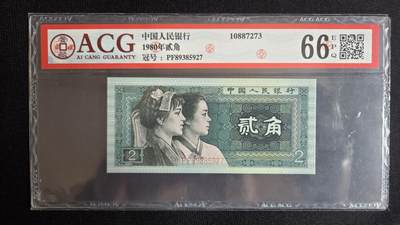 ACG
AI CANG GUARANTY
中国人民银行 10887273
1980年贰角
冠号：PF89385927
66 EPQ
中国人民银行
贰角
PF89385927
2 2